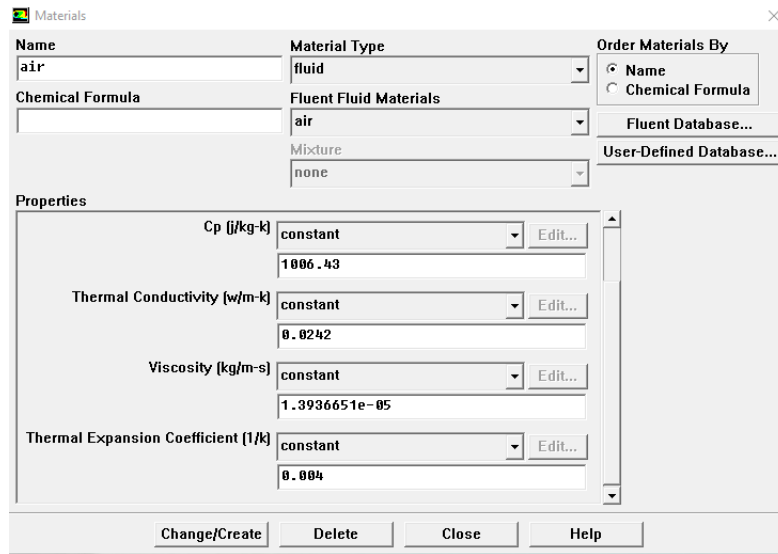 Materials
Name
air
Material Type
fluid
Order Materials By
Name
Chemical Formula
Chemical Formula
Fluent Fluid Materials
air
Fluent Database...
Mixture
none
User-Defined Database...
Properties
Cp (j/kg-k) constant Edit...
1006.43
Thermal Conductivity (w/m-k) constant Edit...
0.0242
Viscosity (kg/m-s) constant Edit...
1.3936651e-05
Thermal Expansion Coefficient (1/k) constant Edit...
0.004
Change/Create Delete Close Help